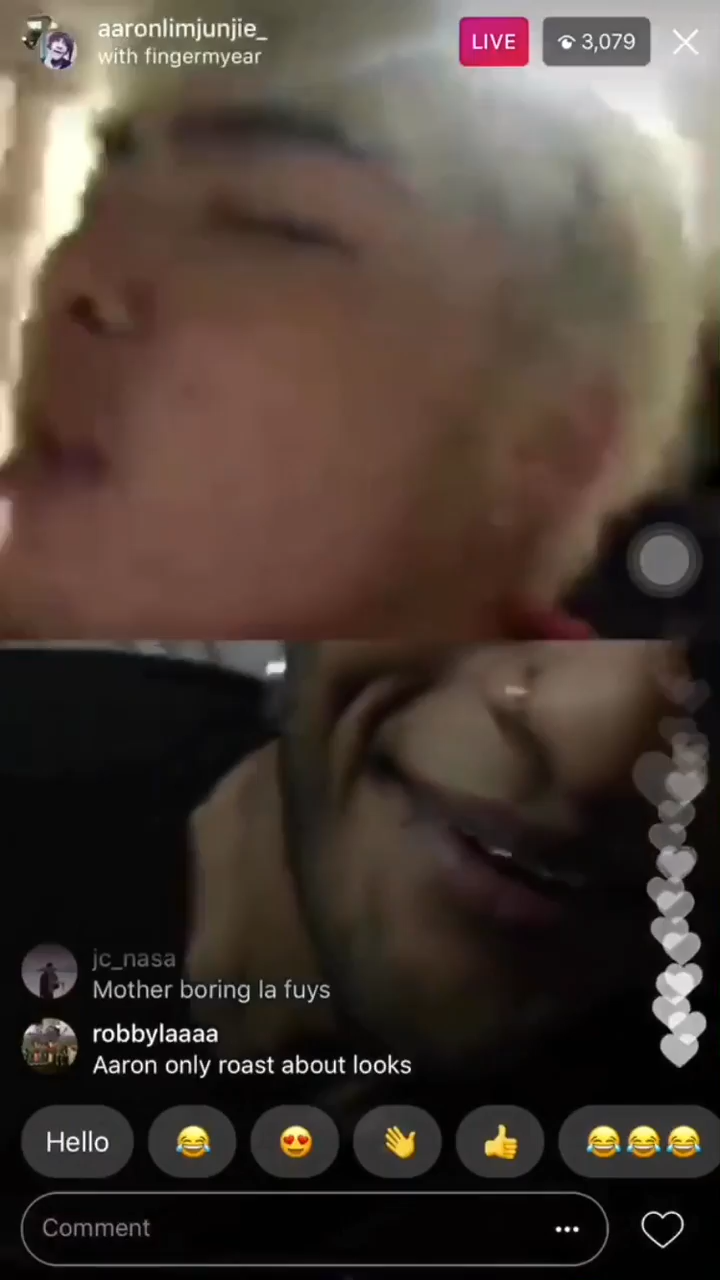 aaronlimjunjie_
with fingermyear
LIVE
3,079
jc_nasa
Mother boring la fuys
robbylaaaa
Aaron only roast about looks
Hello
Comment